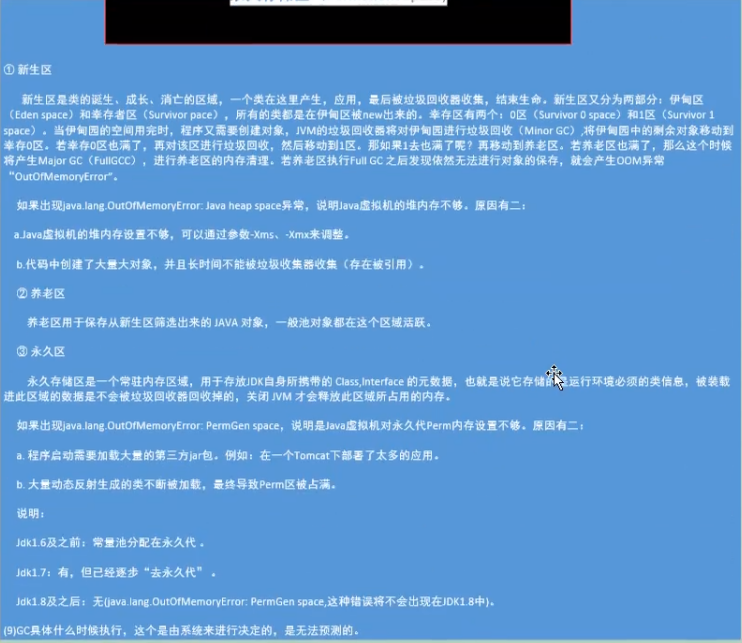 ① 新生区
新生区是类的诞生、成长、消亡的区域，一个类在这里产生，应用，最后被垃圾回收器收集，结束生命。新生区又分为两部分：伊甸区
（Eden space）和幸存者区（Survivor pace），所有的类都是在伊甸区被new出来的。幸存区有两个：0区（Survivor 0 space）和1区（Survivor 1
space）。当伊甸园的空间用完时，程序又需要创建对象，JVM的垃圾回收器将对伊甸园进行垃圾回收（Minor GC）,将伊甸园中的剩余对象移动到
幸存0区。若幸存0区也满了，再对该区进行垃圾回收，然后移动到1区。那如果1去也满了呢？再移动到养老区。若养老区也满了，那么这个时候
将产生Major GC（FullGCC），进行养老区的内存清理。若养老区执行Full GC 之后发现依然无法进行对象的保存，就会产生OOM异常
“OutOfMemoryError”。
如果出现java.lang.OutOfMemoryError: Java heap space异常，说明Java虚拟机的堆内存不够。原因有二：
a.Java虚拟机的堆内存设置不够，可以通过参数-Xms、-Xmx来调整。
b.代码中创建了大量大对象，并且长时间不能被垃圾收集器收集（存在被引用）。
② 养老区
养老区用于保存从新生区筛选出来的 JAVA 对象，一般池对象都在这个区域活跃。
③ 永久区
永久存储区是一个常驻内存区域，用于存放JDK自身所携带的 Class,Interface 的元数据，也就是说它存储的 运行环境必须的类信息，被装载
进此区域的数据是不会被垃圾回收器回收掉的，关闭 JVM 才会释放此区域所占用的内存。
如果出现java.lang.OutOfMemoryError: PermGen space，说明是Java虚拟机对永久代Perm内存设置不够。原因有二：
a. 程序启动需要加载大量的第三方jar包。例如：在一个Tomcat下部署了太多的应用。
b. 大量动态反射生成的类不断被加载，最终导致Perm区被占满。
说明：
Jdk1.6及之前：常量池分配在永久代 。
Jdk1.7：有，但已经逐步“去永久代” 。
Jdk1.8及之后：无(java.lang.OutOfMemoryError: PermGen space,这种错误将不会出现在JDK1.8中)。
(9)GC具体什么时候执行，这个是由系统来进行决定的，是无法预测的。